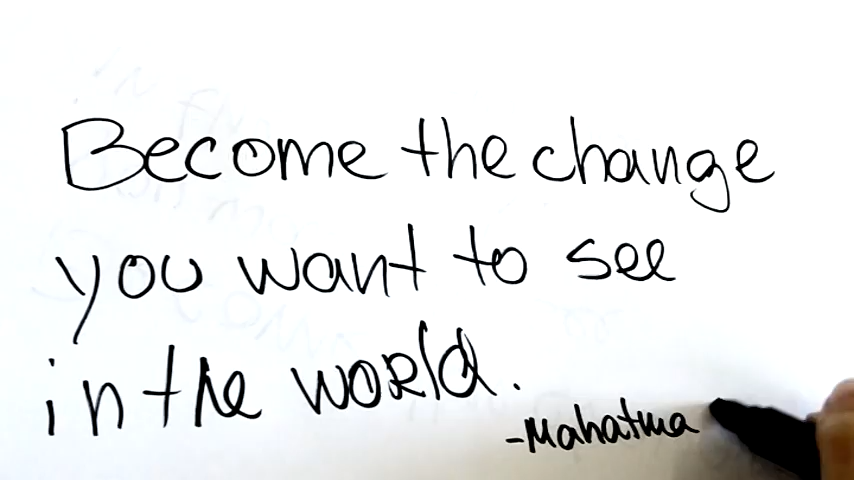 Become the change
you want to see
in the world.
-Mahatma